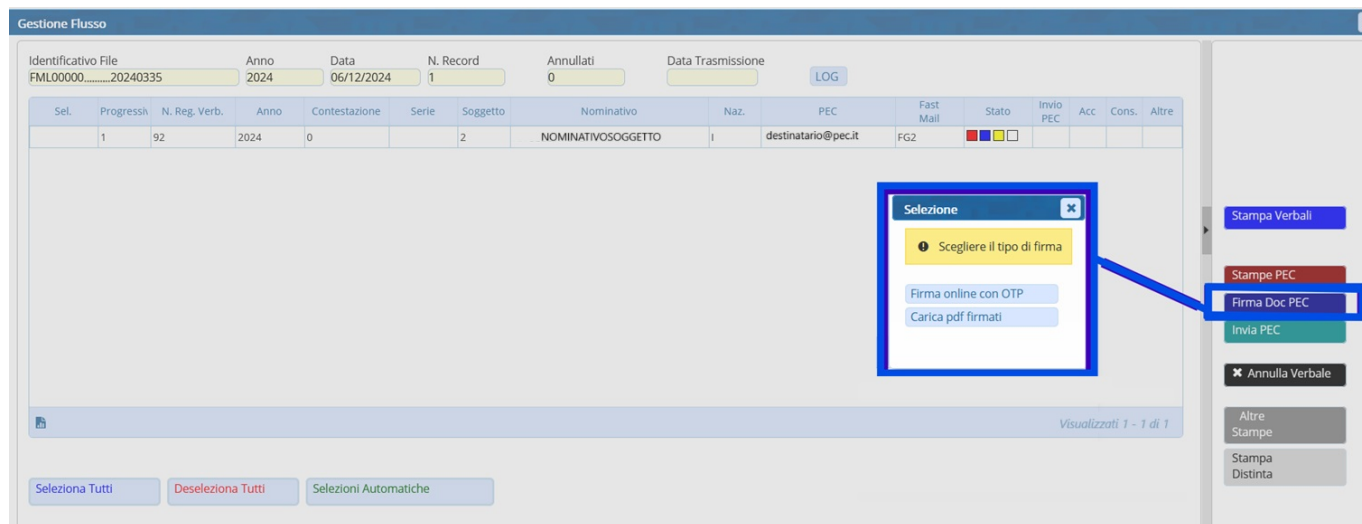 Gestione Flusso
Identificativo File Anno Data N. Record Annullati Data Trasmissione
FML00000..........20240335 2024 06/12/2024 1 0 LOG
Sel. Progressiv N. Reg. Verb. Anno Contestazione Serie Soggetto Nominativo Naz. PEC Fast Mail Stato Invio PEC Acc Cons. Altre
1 92 2024 0 2 NOMINATIVOSOGGETTO I destinatario@pec.it FG2
Selezione
Scegliere il tipo di firma
Firma online con OTP
Carica pdf firmati
Stampa Verbali
Stampe PEC
Firma Doc PEC
Invia PEC
Annulla Verbale
Altre
Stampe
Stampa
Distinta
Visualizzati 1 - 1 di 1
Seleziona Tutti Deseleziona Tutti Selezioni Automatiche